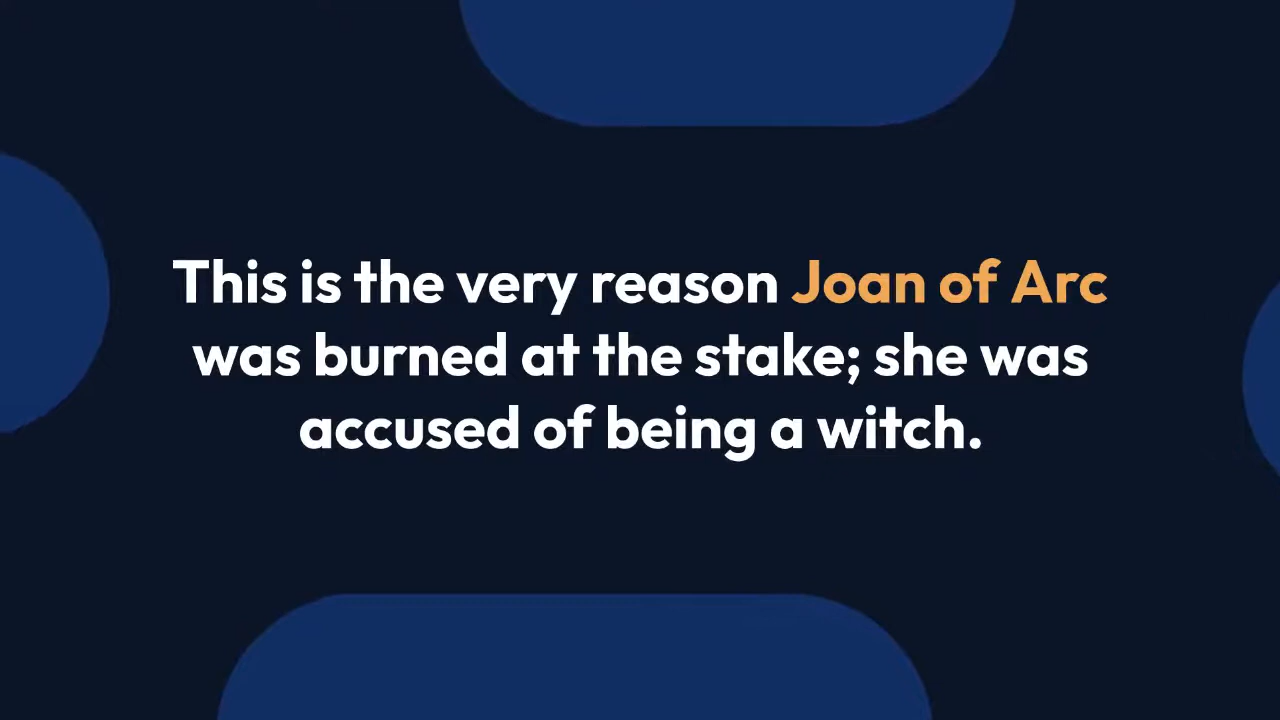 This is the very reason Joan of Arc
was burned at the stake; she was
accused of being a witch.